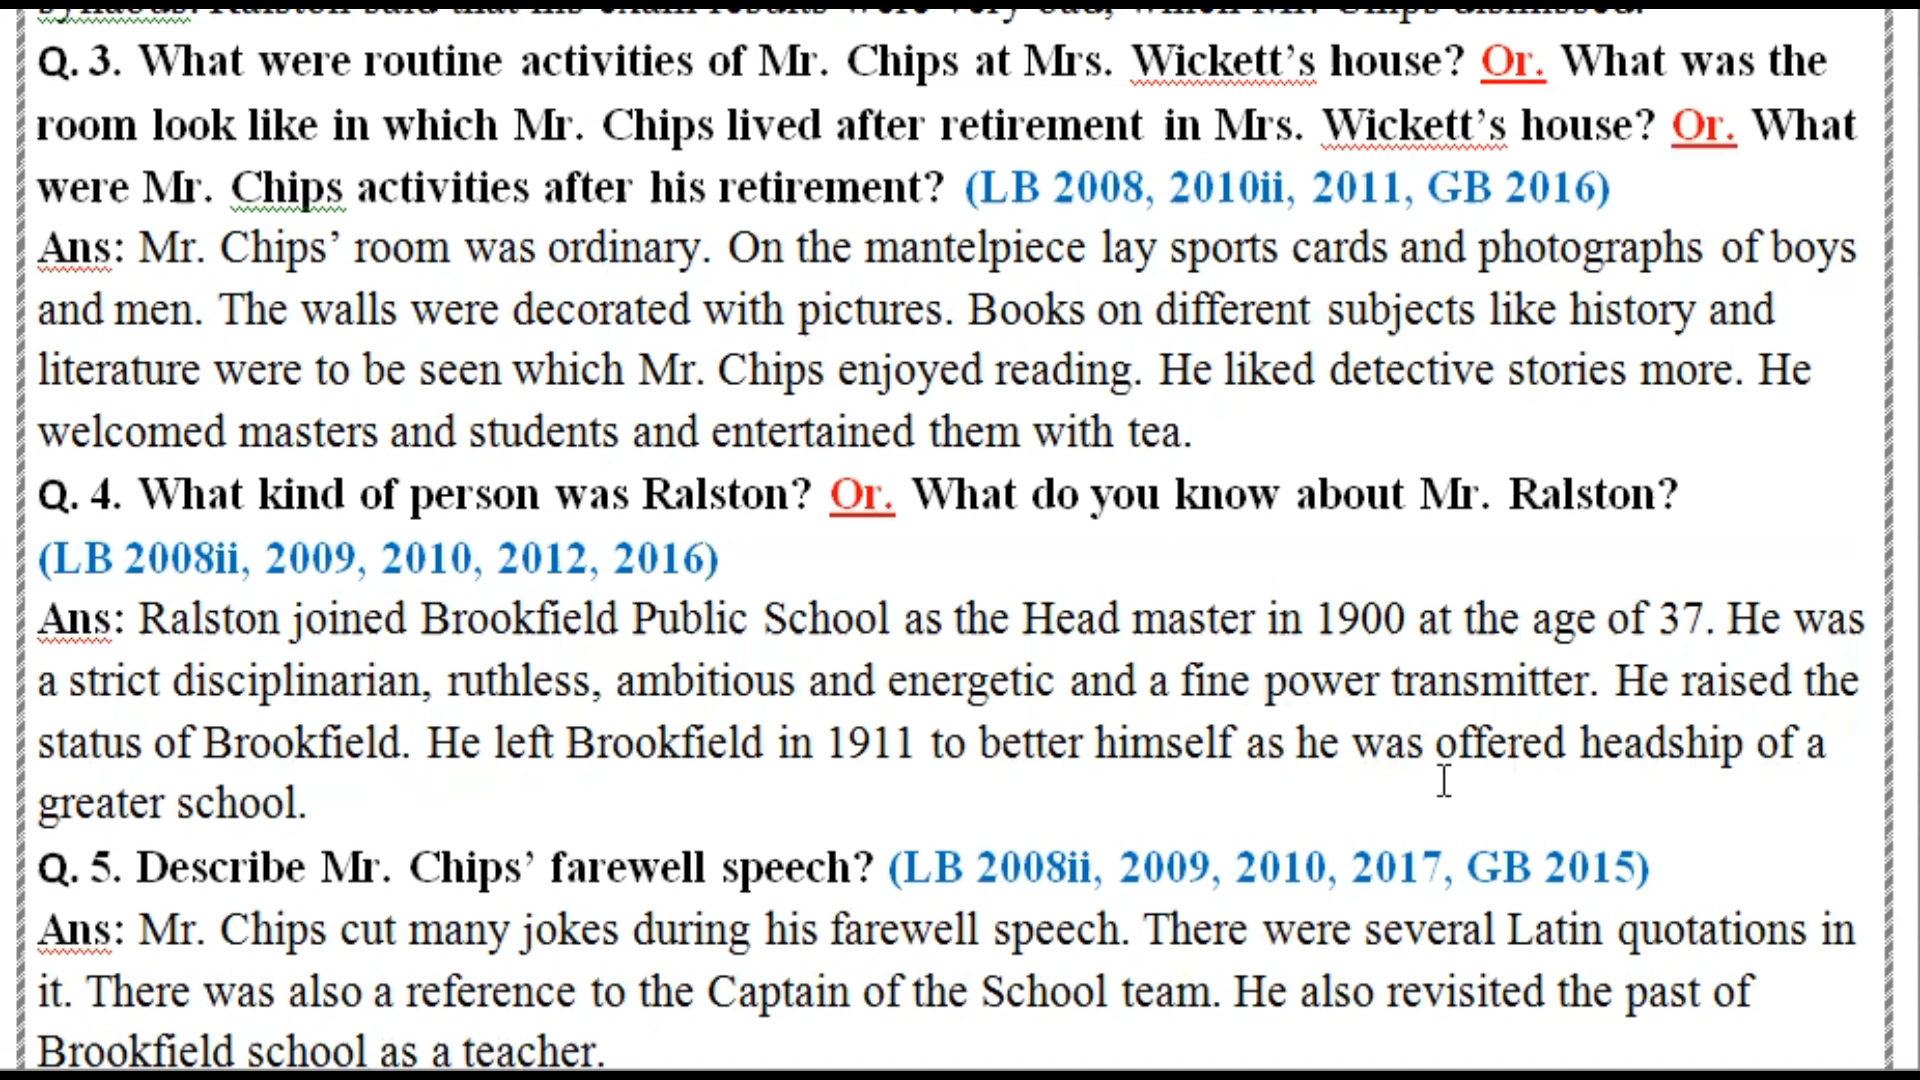 Q. 3. What were routine activities of Mr. Chips at Mrs. Wickett’s house? Or. What was the
room look like in which Mr. Chips lived after retirement in Mrs. Wickett’s house? Or. What
were Mr. Chips activities after his retirement? (LB 2008, 2010ii, 2011, GB 2016)
Ans: Mr. Chips’ room was ordinary. On the mantelpiece lay sports cards and photographs of boys
and men. The walls were decorated with pictures. Books on different subjects like history and
literature were to be seen which Mr. Chips enjoyed reading. He liked detective stories more. He
welcomed masters and students and entertained them with tea.
Q. 4. What kind of person was Ralston? Or. What do you know about Mr. Ralston?
(LB 2008ii, 2009, 2010, 2012, 2016)
Ans: Ralston joined Brookfield Public School as the Head master in 1900 at the age of 37. He was
a strict disciplinarian, ruthless, ambitious and energetic and a fine power transmitter. He raised the
status of Brookfield. He left Brookfield in 1911 to better himself as he was offered headship of a
greater school.
Q. 5. Describe Mr. Chips’ farewell speech? (LB 2008ii, 2009, 2010, 2017, GB 2015)
Ans: Mr. Chips cut many jokes during his farewell speech. There were several Latin quotations in
it. There was also a reference to the Captain of the School team. He also revisited the past of
Brookfield school as a teacher.